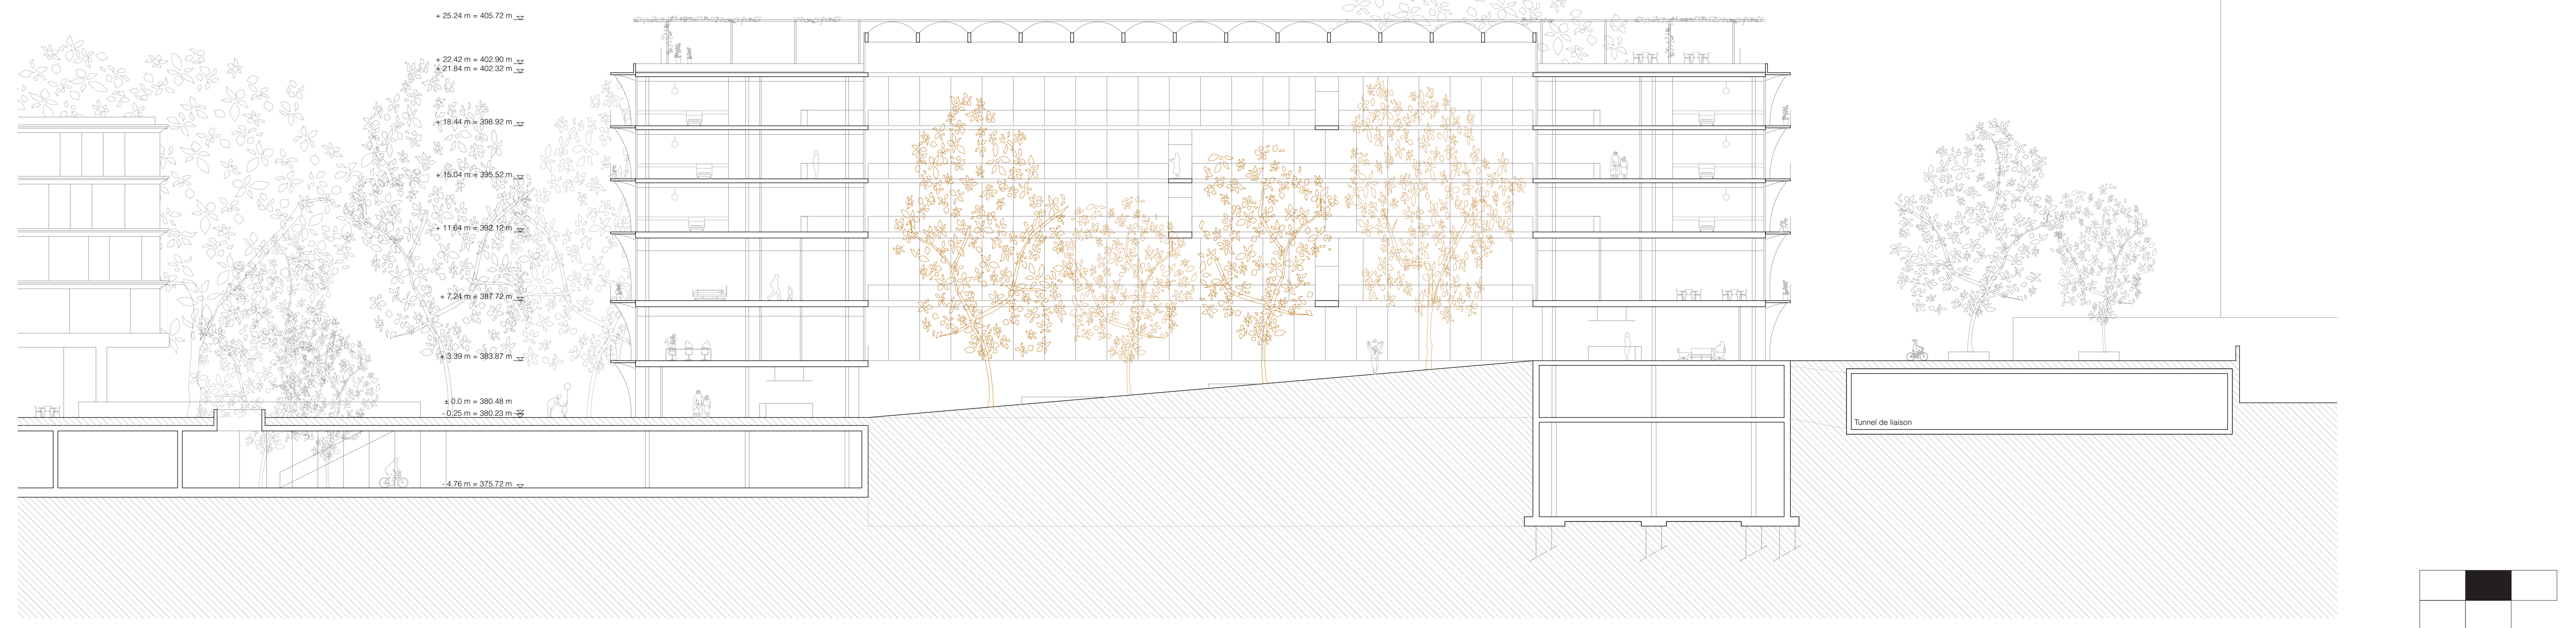 + 25.24 m = 405.72 m
+ 22.42 m = 402.90 m
+ 21.84 m = 402.32 m
+ 18.44 m = 398.92 m
+ 15.04 m = 395.52 m
+ 11.64 m = 392.12 m
+ 7.24 m = 387.72 m
+ 3.39 m = 383.87 m
± 0.0 m = 380.48 m
- 0.25 m = 380.23 m
Tunnel de liaison
- 4.76 m = 375.72 m